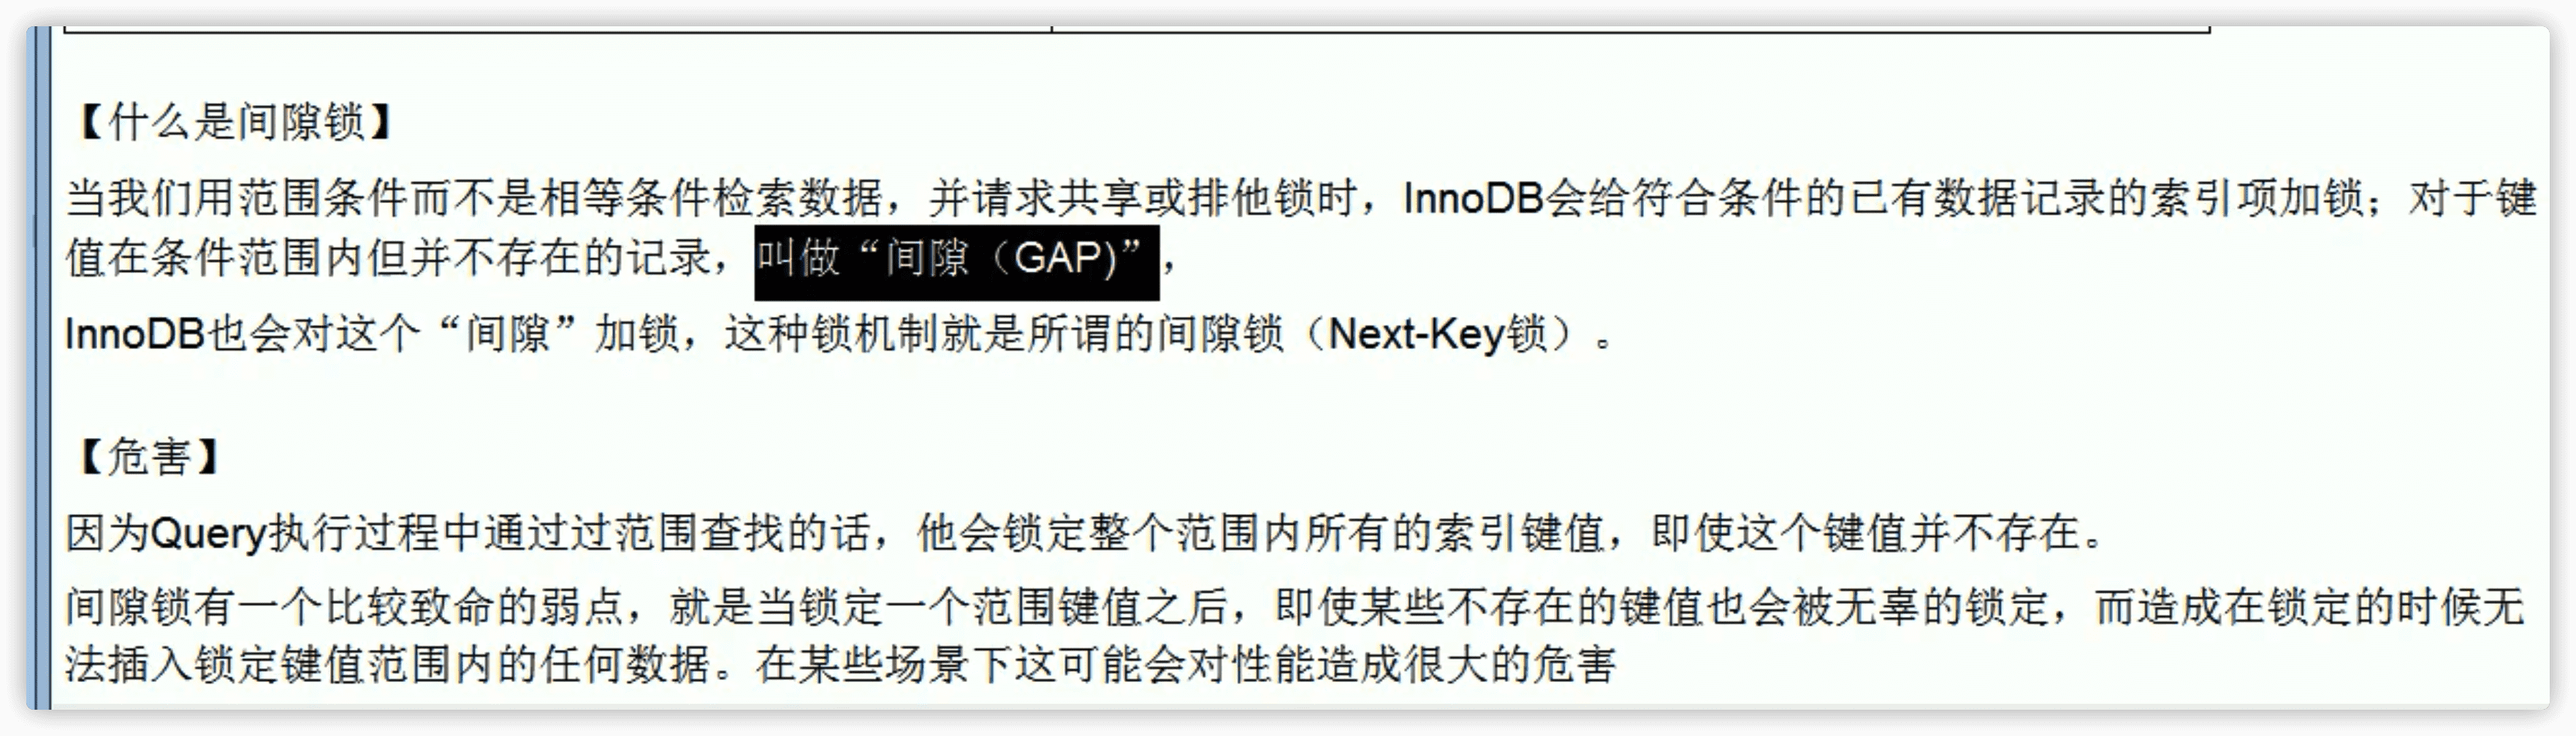 【什么是间隙锁】
当我们用范围条件而不是相等条件检索数据，并请求共享或排他锁时，InnoDB会给符合条件的已有数据记录的索引项加锁；对于键
值在条件范围内但并不存在的记录，叫做“间隙（GAP)”，
InnoDB也会对这个“间隙”加锁，这种锁机制就是所谓的间隙锁（Next-Key锁）。
【危害】
因为Query执行过程中通过过范围查找的话，他会锁定整个范围内所有的索引键值，即使这个键值并不存在。
间隙锁有一个比较致命的弱点，就是当锁定一个范围键值之后，即使某些不存在的键值也会被无辜的锁定，而造成在锁定的时候无
法插入锁定键值范围内的任何数据。在某些场景下这可能会对性能造成很大的危害